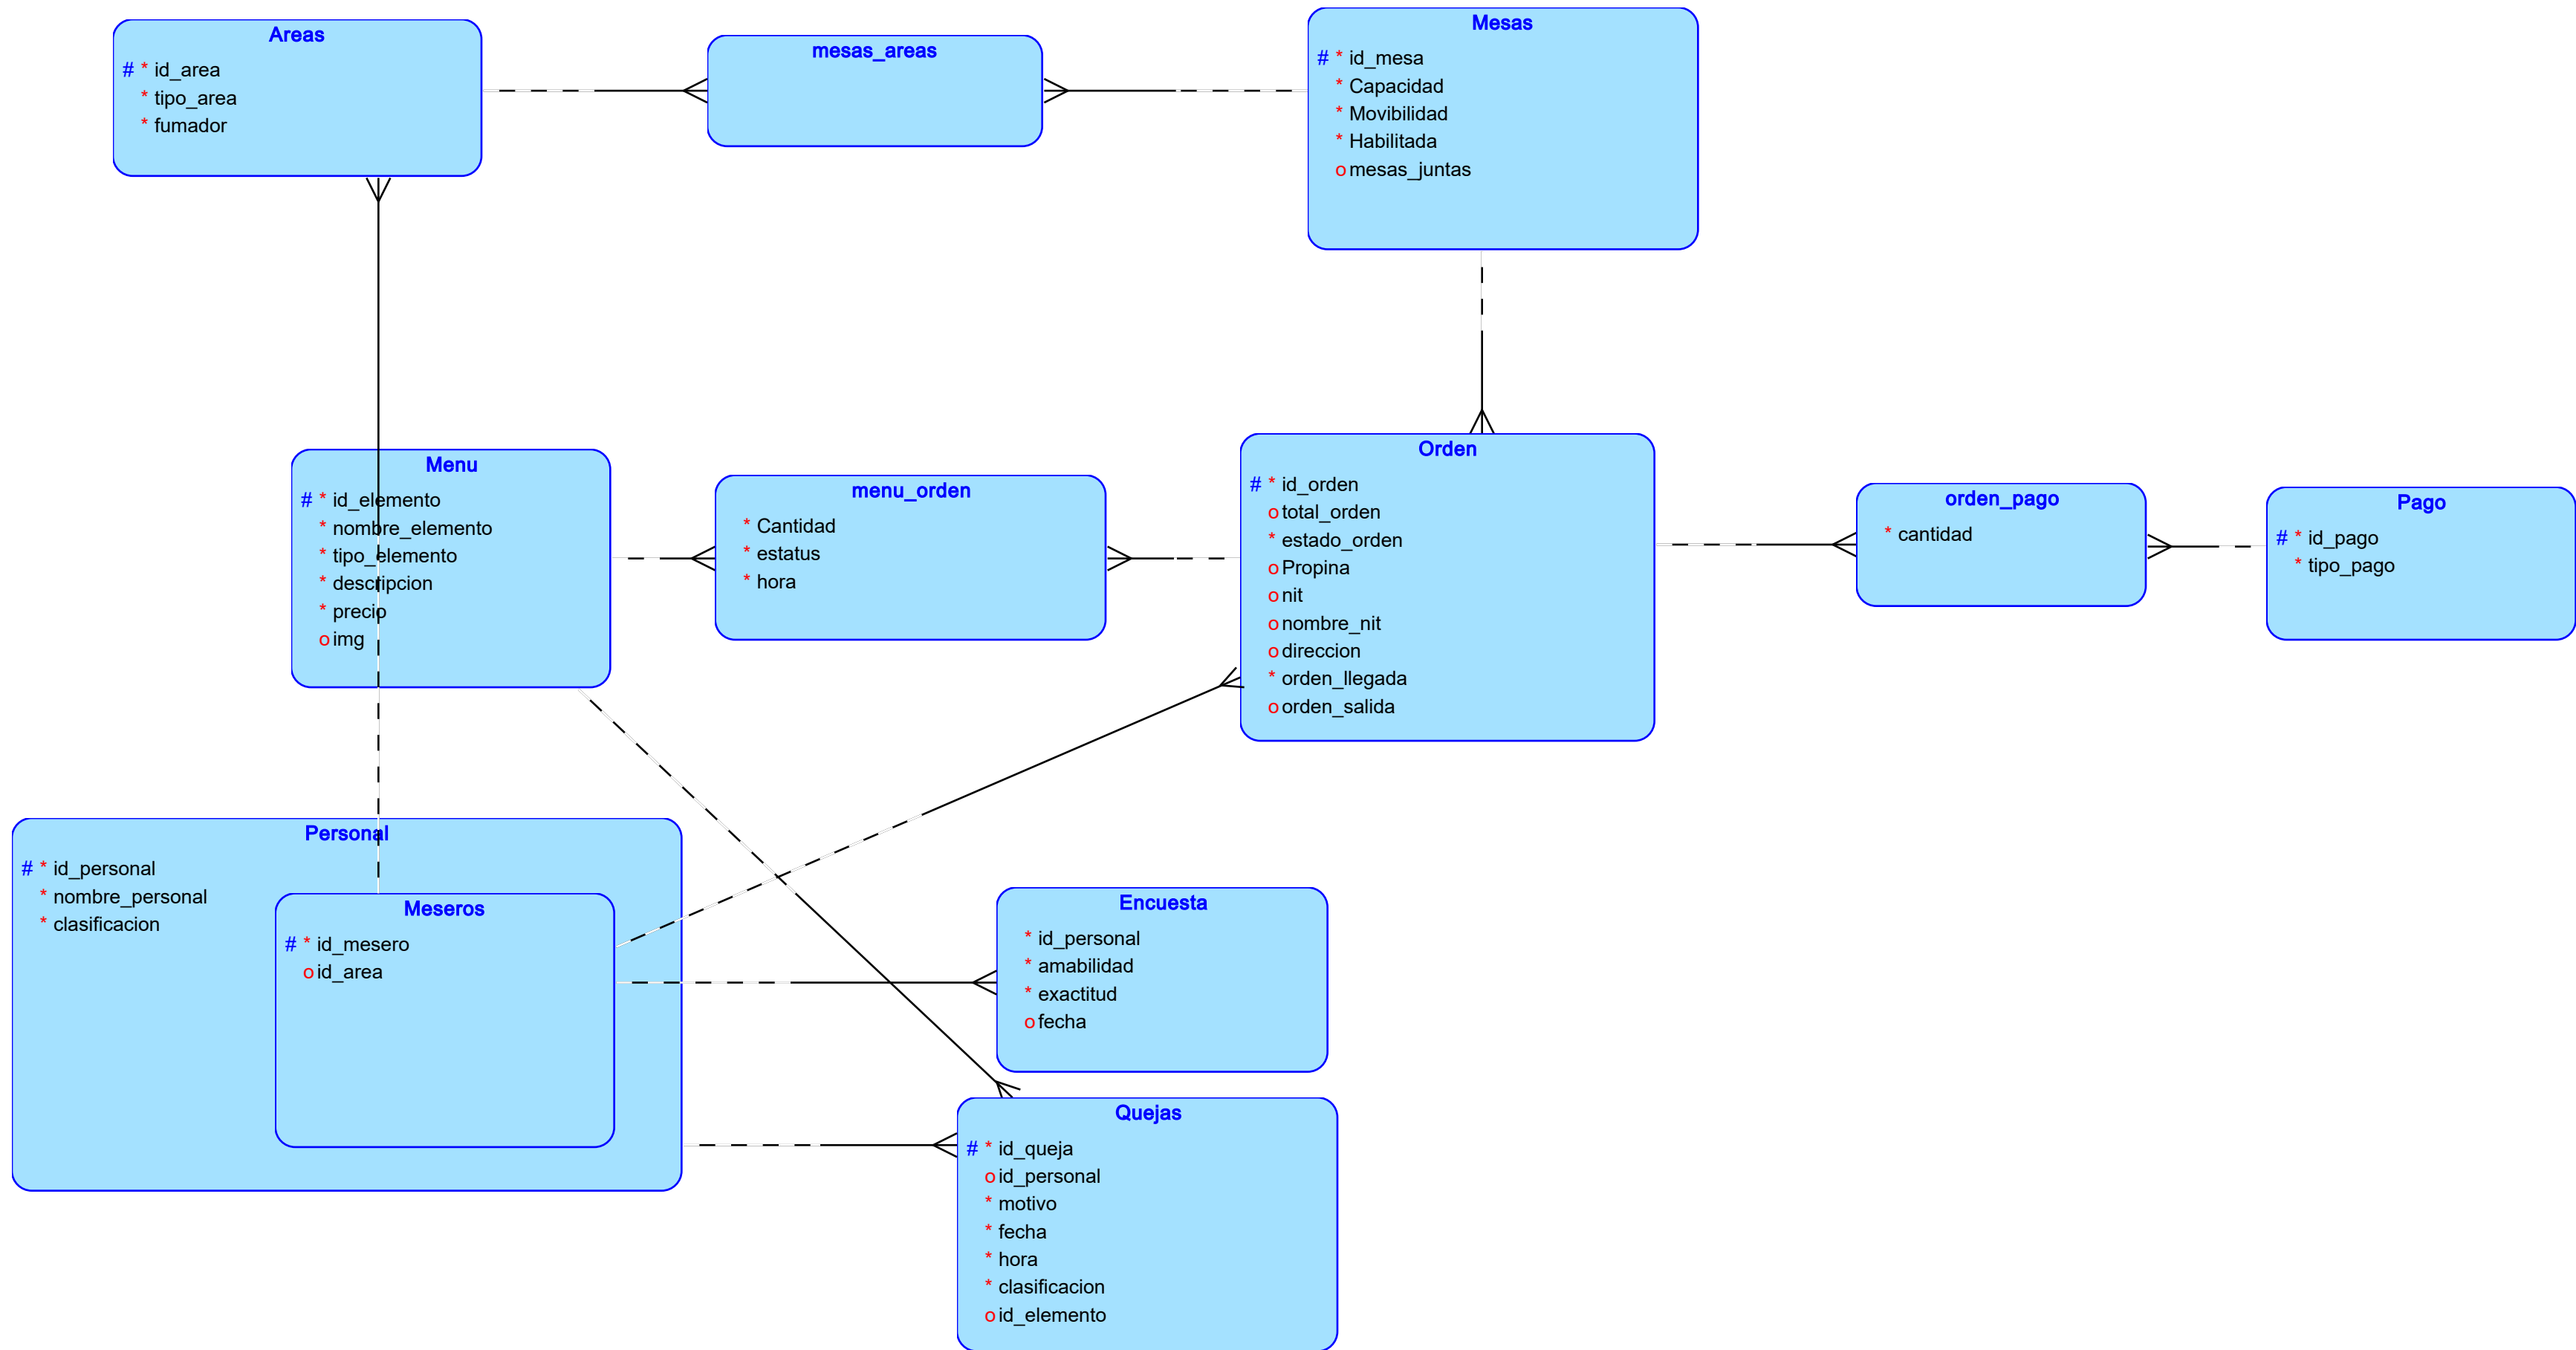 Areas
# * id_area
* tipo_area
* fumador
mesas_areas
Mesas
# * id_mesa
* Capacidad
* Movibilidad
* Habilitada
o mesas_juntas
Menu
# * id_elemento
* nombre_elemento
* tipo_elemento
* descripcion
* precio
o img
menu_orden
* Cantidad
* estatus
* hora
Orden
# * id_orden
o total_orden
* estado_orden
o Propina
o nit
o nombre_nit
o direccion
* orden_llegada
o orden_salida
orden_pago
* cantidad
Pago
# * id_pago
* tipo_pago
Personal
# * id_personal
* nombre_personal
* clasificacion
Meseros
# * id_mesero
o id_area
Encuesta
* id_personal
* amabilidad
* exactitud
o fecha
Quejas
# * id_queja
o id_personal
* motivo
* fecha
* hora
* clasificacion
o id_elemento